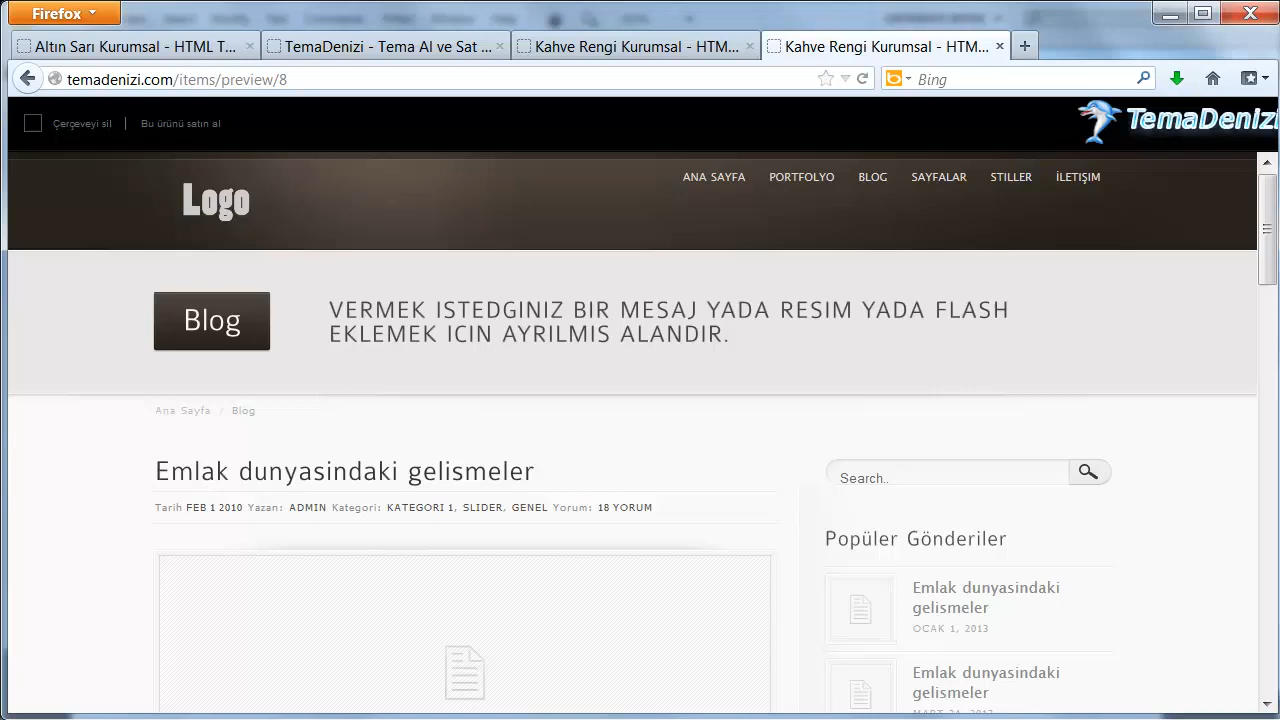 Firefox
Altın Sarı Kurumsal - HTML T...
TemaDenizi - Tema Al ve Sat ...
Kahve Rengi Kurumsal - HTM...
Kahve Rengi Kurumsal - HTM...
temadenizi.com/items/preview/8
Bing
Çerçeveyi sil
Bu ürünü satın al
TemaDenizi
Logo
ANA SAYFA PORTFOLYO BLOG SAYFALAR STILLER İLETIŞIM
Blog
VERMEK ISTEDGINIZ BIR MESAJ YADA RESIM YADA FLASH
EKLEMEK ICIN AYRILMIS ALANDIR.
Ana Sayfa / Blog
Emlak dunyasindaki gelismeler
Tarih FEB 1 2010 Yazan: ADMIN Kategori: KATEGORI 1, SLIDER, GENEL Yorum: 18 YORUM
Search..
Popüler Gönderiler
Emlak dunyasindaki
gelismeler
OCAK 1, 2013
Emlak dunyasindaki
gelismeler